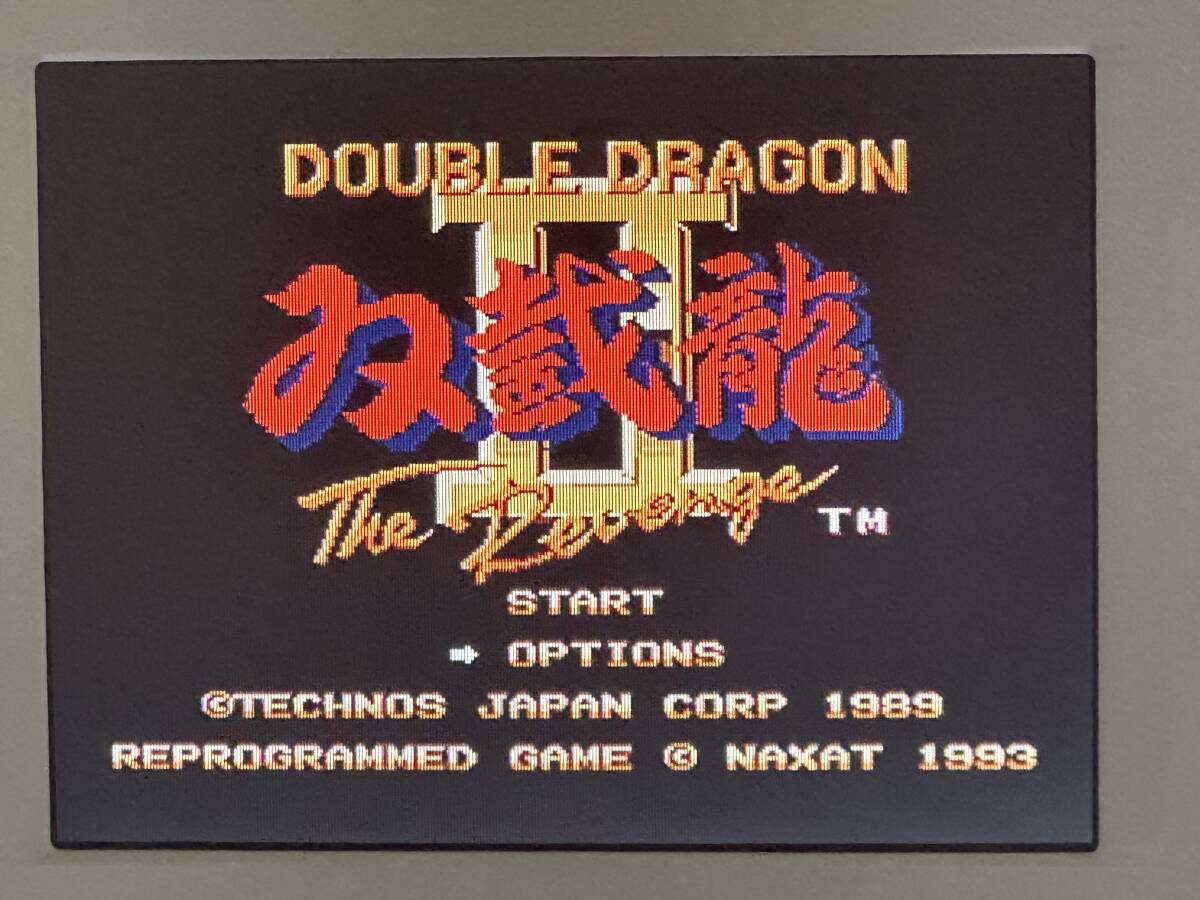 DOUBLE DRAGON
II
双截龍
The Revenge TM
START
➡ OPTIONS
©TECHNOS JAPAN CORP 1989
REPROGRAMMED GAME © NAXAT 1993